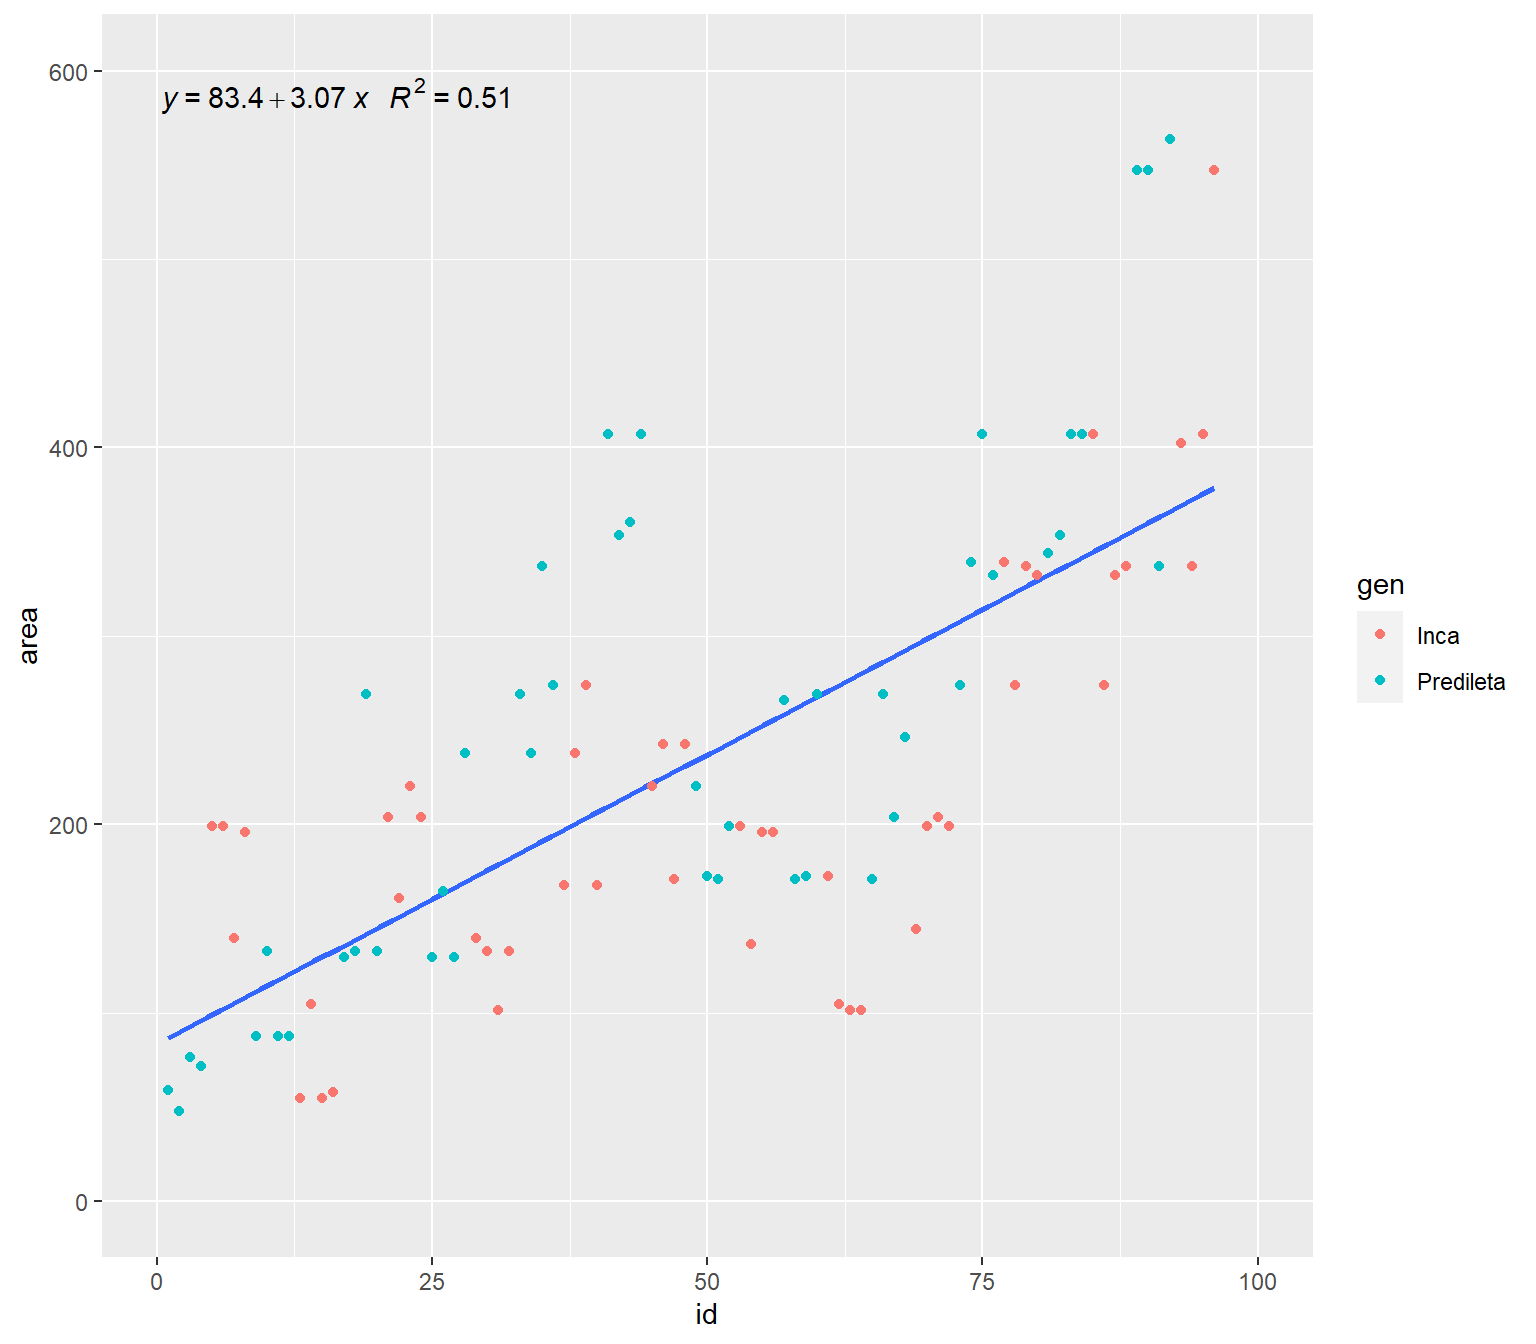 y = 83.4 + 3.07 x R² = 0.51
600
400
200
0
0 25 50 75 100
id
area
gen
Inca
Predileta